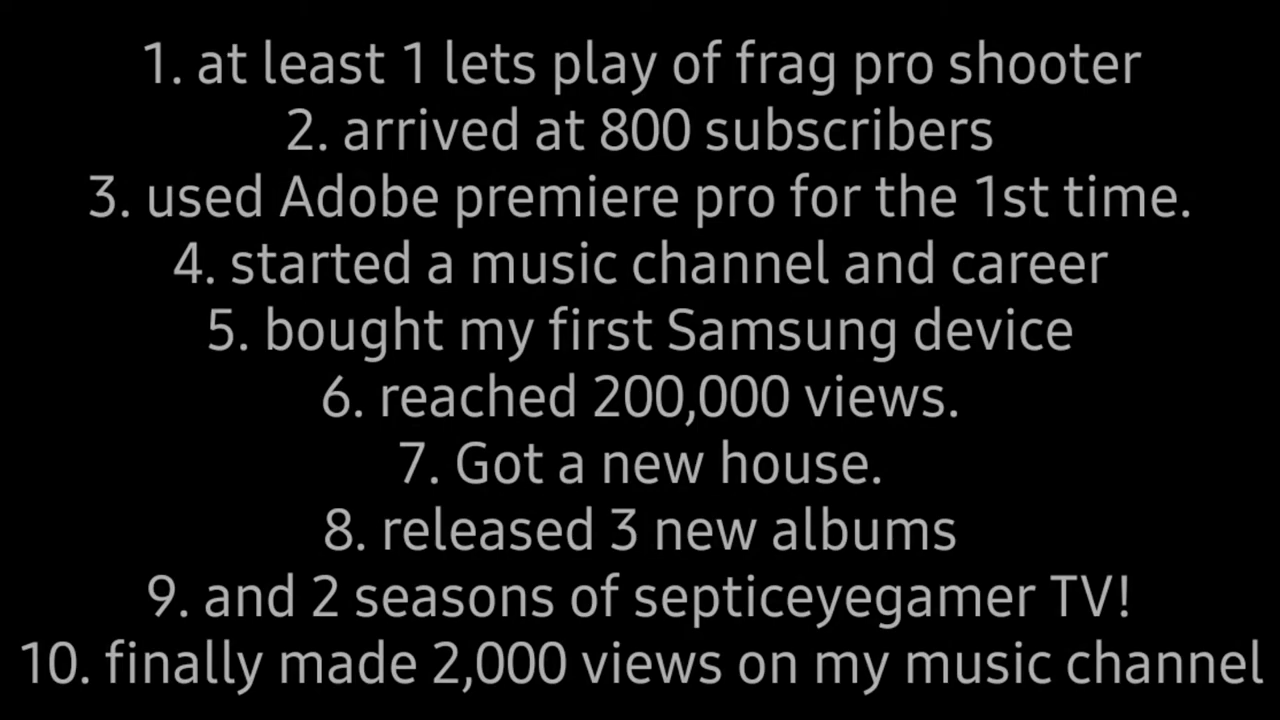 1. at least 1 lets play of frag pro shooter
2. arrived at 800 subscribers
3. used Adobe premiere pro for the 1st time.
4. started a music channel and career
5. bought my first Samsung device
6. reached 200,000 views.
7. Got a new house.
8. released 3 new albums
9. and 2 seasons of septiceyegamer TV!
10. finally made 2,000 views on my music channel